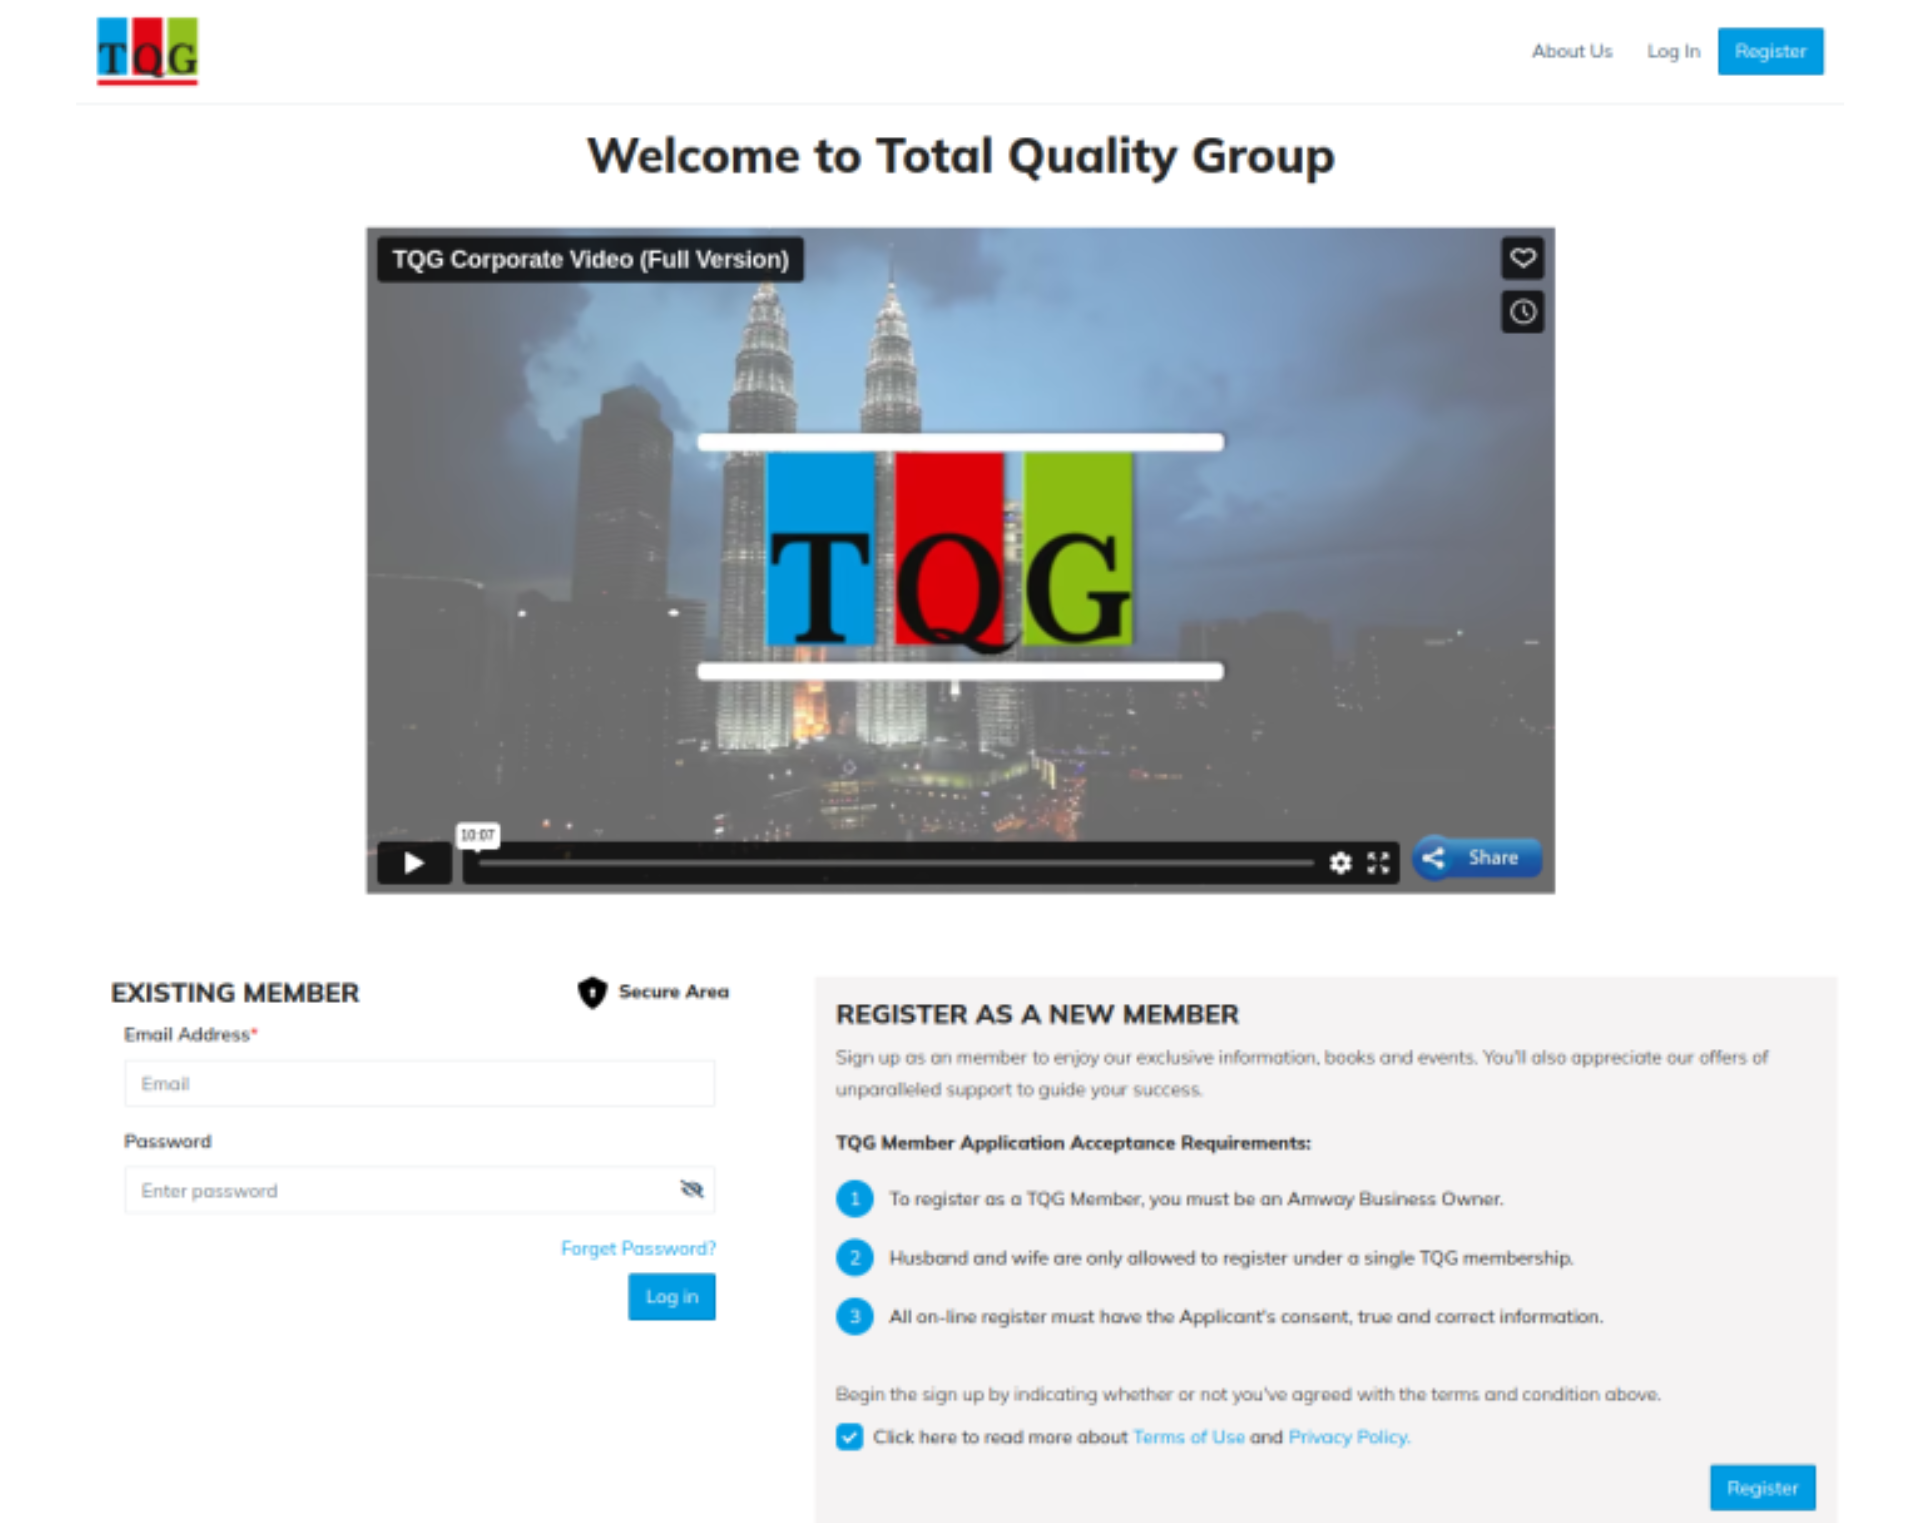 TQG
About Us
Log In
Register
Welcome to Total Quality Group
TQG Corporate Video (Full Version)
TQG
10:07
Share
EXISTING MEMBER
Secure Area
Email Address*
Email
Password
Enter password
Forget Password?
Log in
REGISTER AS A NEW MEMBER
Sign up as an member to enjoy our exclusive information, books and events. You'll also appreciate our offers of
unparalleled support to guide your success.
TQG Member Application Acceptance Requirements:
1 To register as a TQG Member, you must be an Amway Business Owner.
2 Husband and wife are only allowed to register under a single TQG membership.
3 All on-line register must have the Applicant's consent, true and correct information.
Begin the sign up by indicating whether or not you've agreed with the terms and condition above.
Click here to read more about Terms of Use and Privacy Policy.
Register